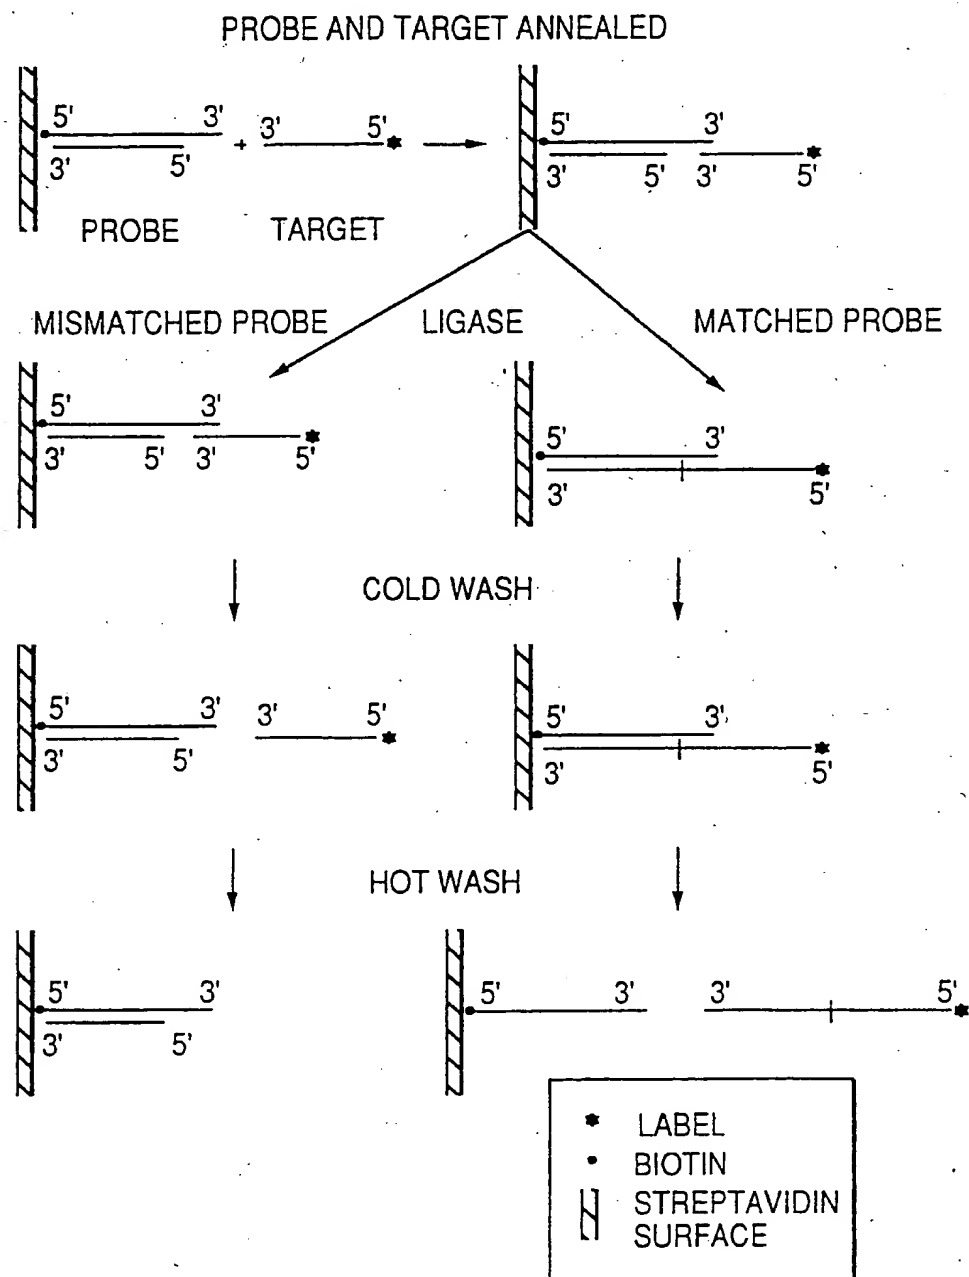 PROBE AND TARGET ANNEALED
5' 3' 3' 5' 5' 3'
+
3' 5' 3' 5' 3' 5'
PROBE TARGET
MISMATCHED PROBE LIGASE MATCHED PROBE
5' 3'
3' 5' 3' 5'
5' 3'
3' 5'
COLD WASH
5' 3' 3' 5' 5' 3'
3' 5' 3' 5'
HOT WASH
5' 3' 5' 3' 3' 5'
3' 5'
LABEL
BIOTIN
STREPTAVIDIN
SURFACE